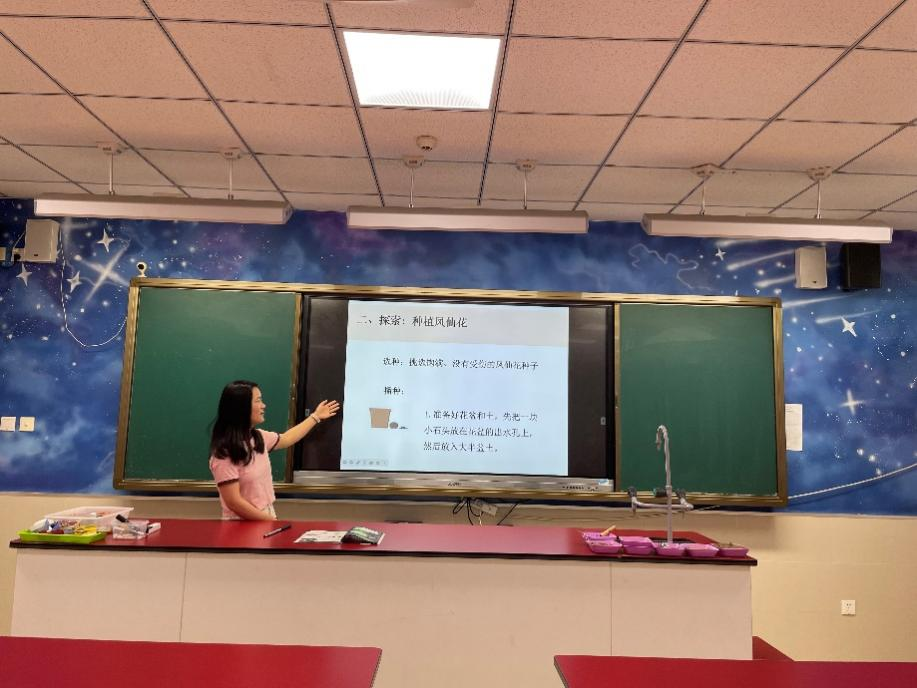 二、探索：种植凤仙花
选种：挑选饱满、没有受伤的凤仙花种子
播种：
1. 准备好花盆和土，先把一块
小石头放在花盆的出水孔上，
然后放入大半盆土。